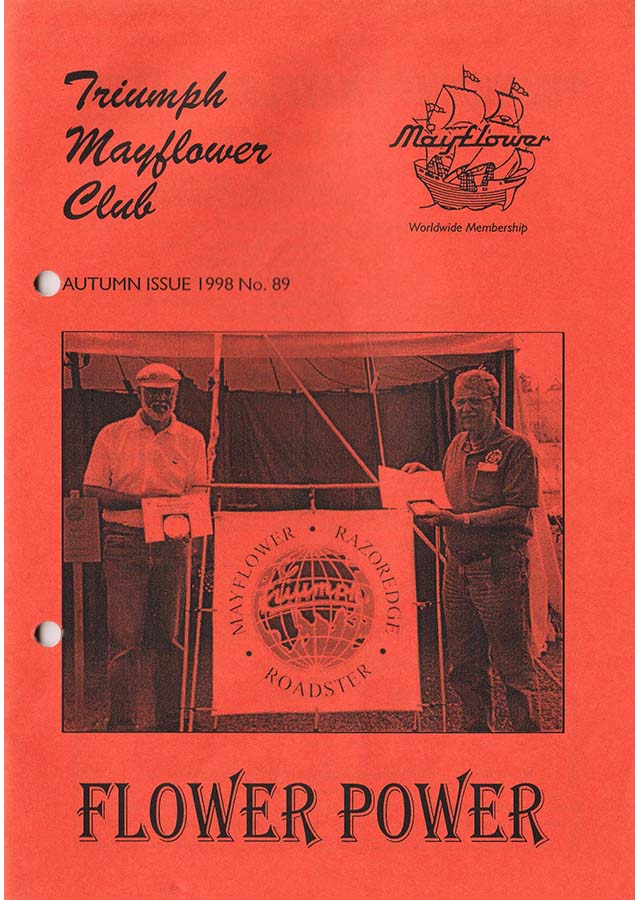 Triumph
Mayflower
Club
Mayflower
Worldwide Membership
AUTUMN ISSUE 1998 No. 89
MAYFLOWER • RAZOREDGE • ROADSTER •
Triumph
FLOWER POWER